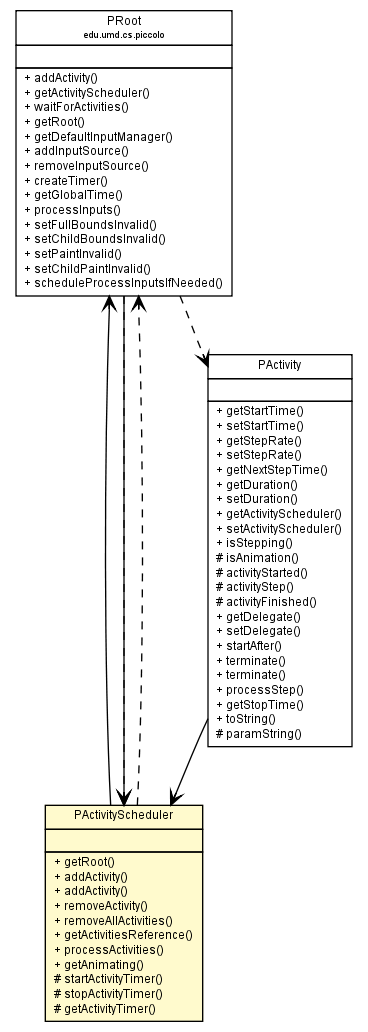 PRoot
edu.umd.cs.piccolo
+ addActivity()
+ getActivityScheduler()
+ waitForActivities()
+ getRoot()
+ getDefaultInputManager()
+ addInputSource()
+ removeInputSource()
+ createTimer()
+ getGlobalTime()
+ processInputs()
+ setFullBoundsInvalid()
+ setChildBoundsInvalid()
+ setPaintInvalid()
+ setChildPaintInvalid()
+ scheduleProcessInputsIfNeeded()
PActivity
+ getStartTime()
+ setStartTime()
+ getStepRate()
+ setStepRate()
+ getNextStepTime()
+ getDuration()
+ setDuration()
+ getActivityScheduler()
+ setActivityScheduler()
+ isStepping()
# isAnimation()
# activityStarted()
# activityStep()
# activityFinished()
+ getDelegate()
+ setDelegate()
+ startAfter()
+ terminate()
+ terminate()
+ processStep()
+ getStopTime()
+ toString()
# paramString()
PActivityScheduler
+ getRoot()
+ addActivity()
+ addActivity()
+ removeActivity()
+ removeAllActivities()
+ getActivitiesReference()
+ processActivities()
+ getAnimating()
# startActivityTimer()
# stopActivityTimer()
# getActivityTimer()